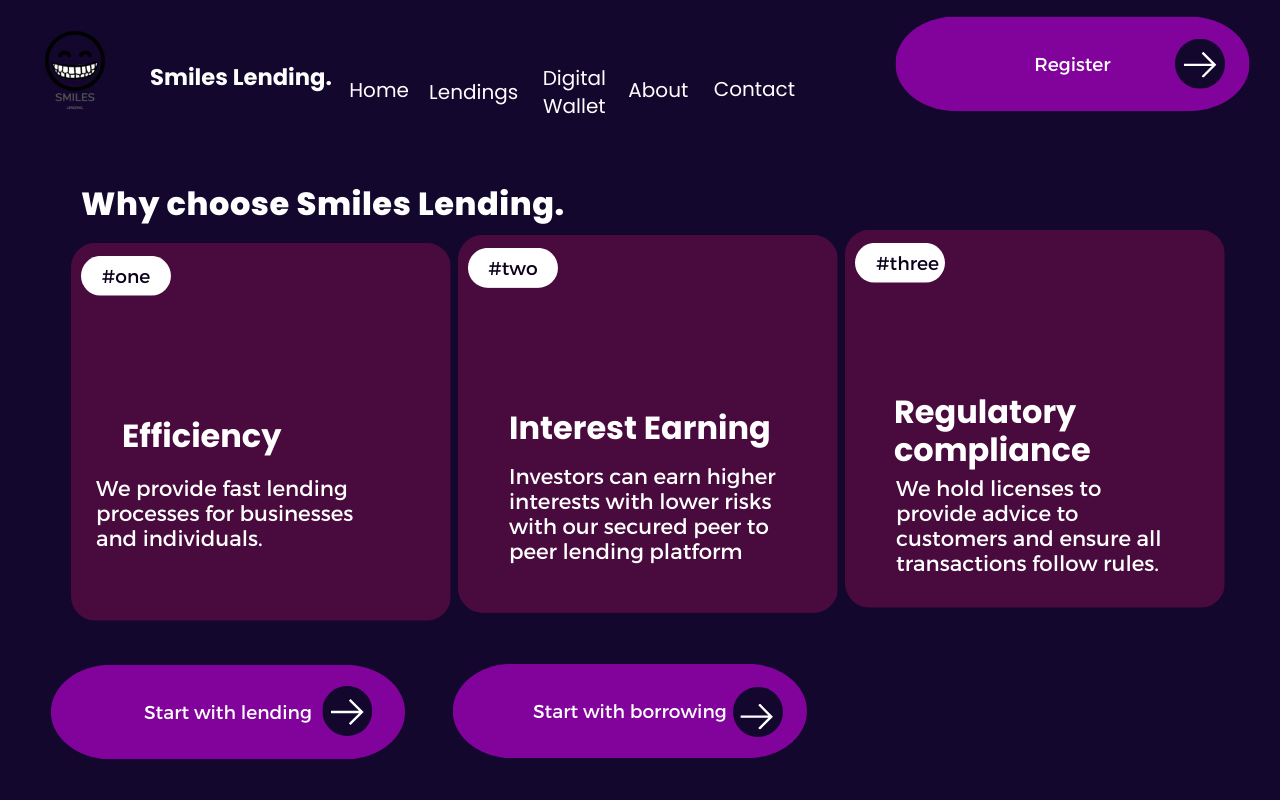 SMILES
LENDING
Smiles Lending.
Home
Lendings
Digital
Wallet
About
Contact
Register
Why choose Smiles Lending.
#one
Efficiency
We provide fast lending
processes for businesses
and individuals.
#two
Interest Earning
Investors can earn higher
interests with lower risks
with our secured peer to
peer lending platform
#three
Regulatory
compliance
We hold licenses to
provide advice to
customers and ensure all
transactions follow rules.
Start with lending
Start with borrowing